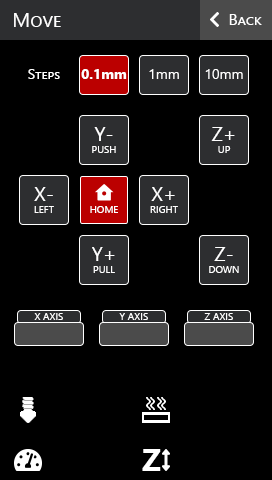 Move
Back
Steps 0.1mm 1mm 10mm
Y-
PUSH
Z+
UP
X-
LEFT
HOME
X+
RIGHT
Y+
PULL
Z-
DOWN
X AXIS Y AXIS Z AXIS
Z